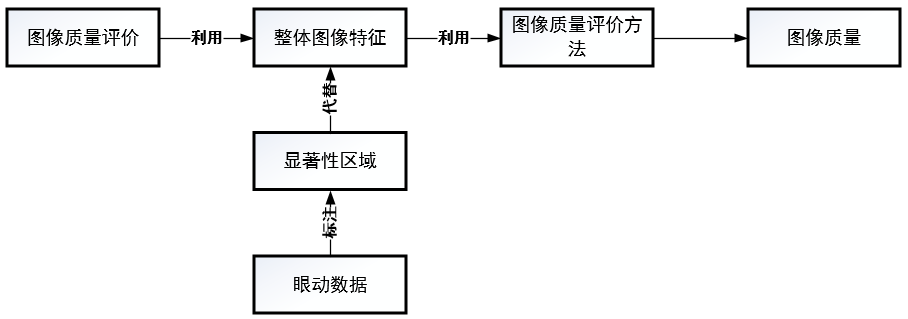 图像质量评价
利用
整体图像特征
利用
图像质量评价方
法
图像质量
代替
显著性区域
标注
眼动数据